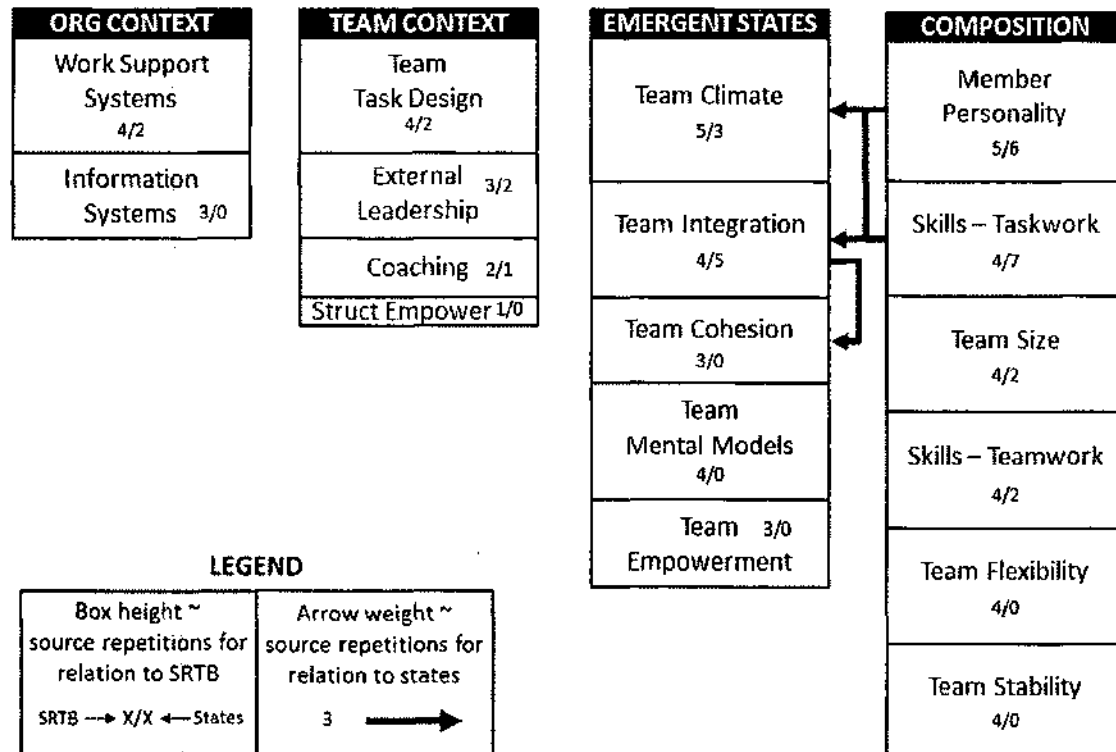 ORG CONTEXT
Work Support
Systems
4/2
Information
Systems 3/0
TEAM CONTEXT
Team
Task Design
4/2
External 3/2
Leadership
Coaching 2/1
Struct Empower 1/0
EMERGENT STATES
Team Climate
5/3
Team Integration
4/5
Team Cohesion
3/0
Team
Mental Models
4/0
Team 3/0
Empowerment
COMPOSITION
Member
Personality
5/6
Skills – Taskwork
4/7
Team Size
4/2
Skills – Teamwork
4/2
Team Flexibility
4/0
Team Stability
4/0
LEGEND
Box height ~
source repetitions for
relation to SRTB
SRTB X/X States
Arrow weight ~
source repetitions for
relation to states
3